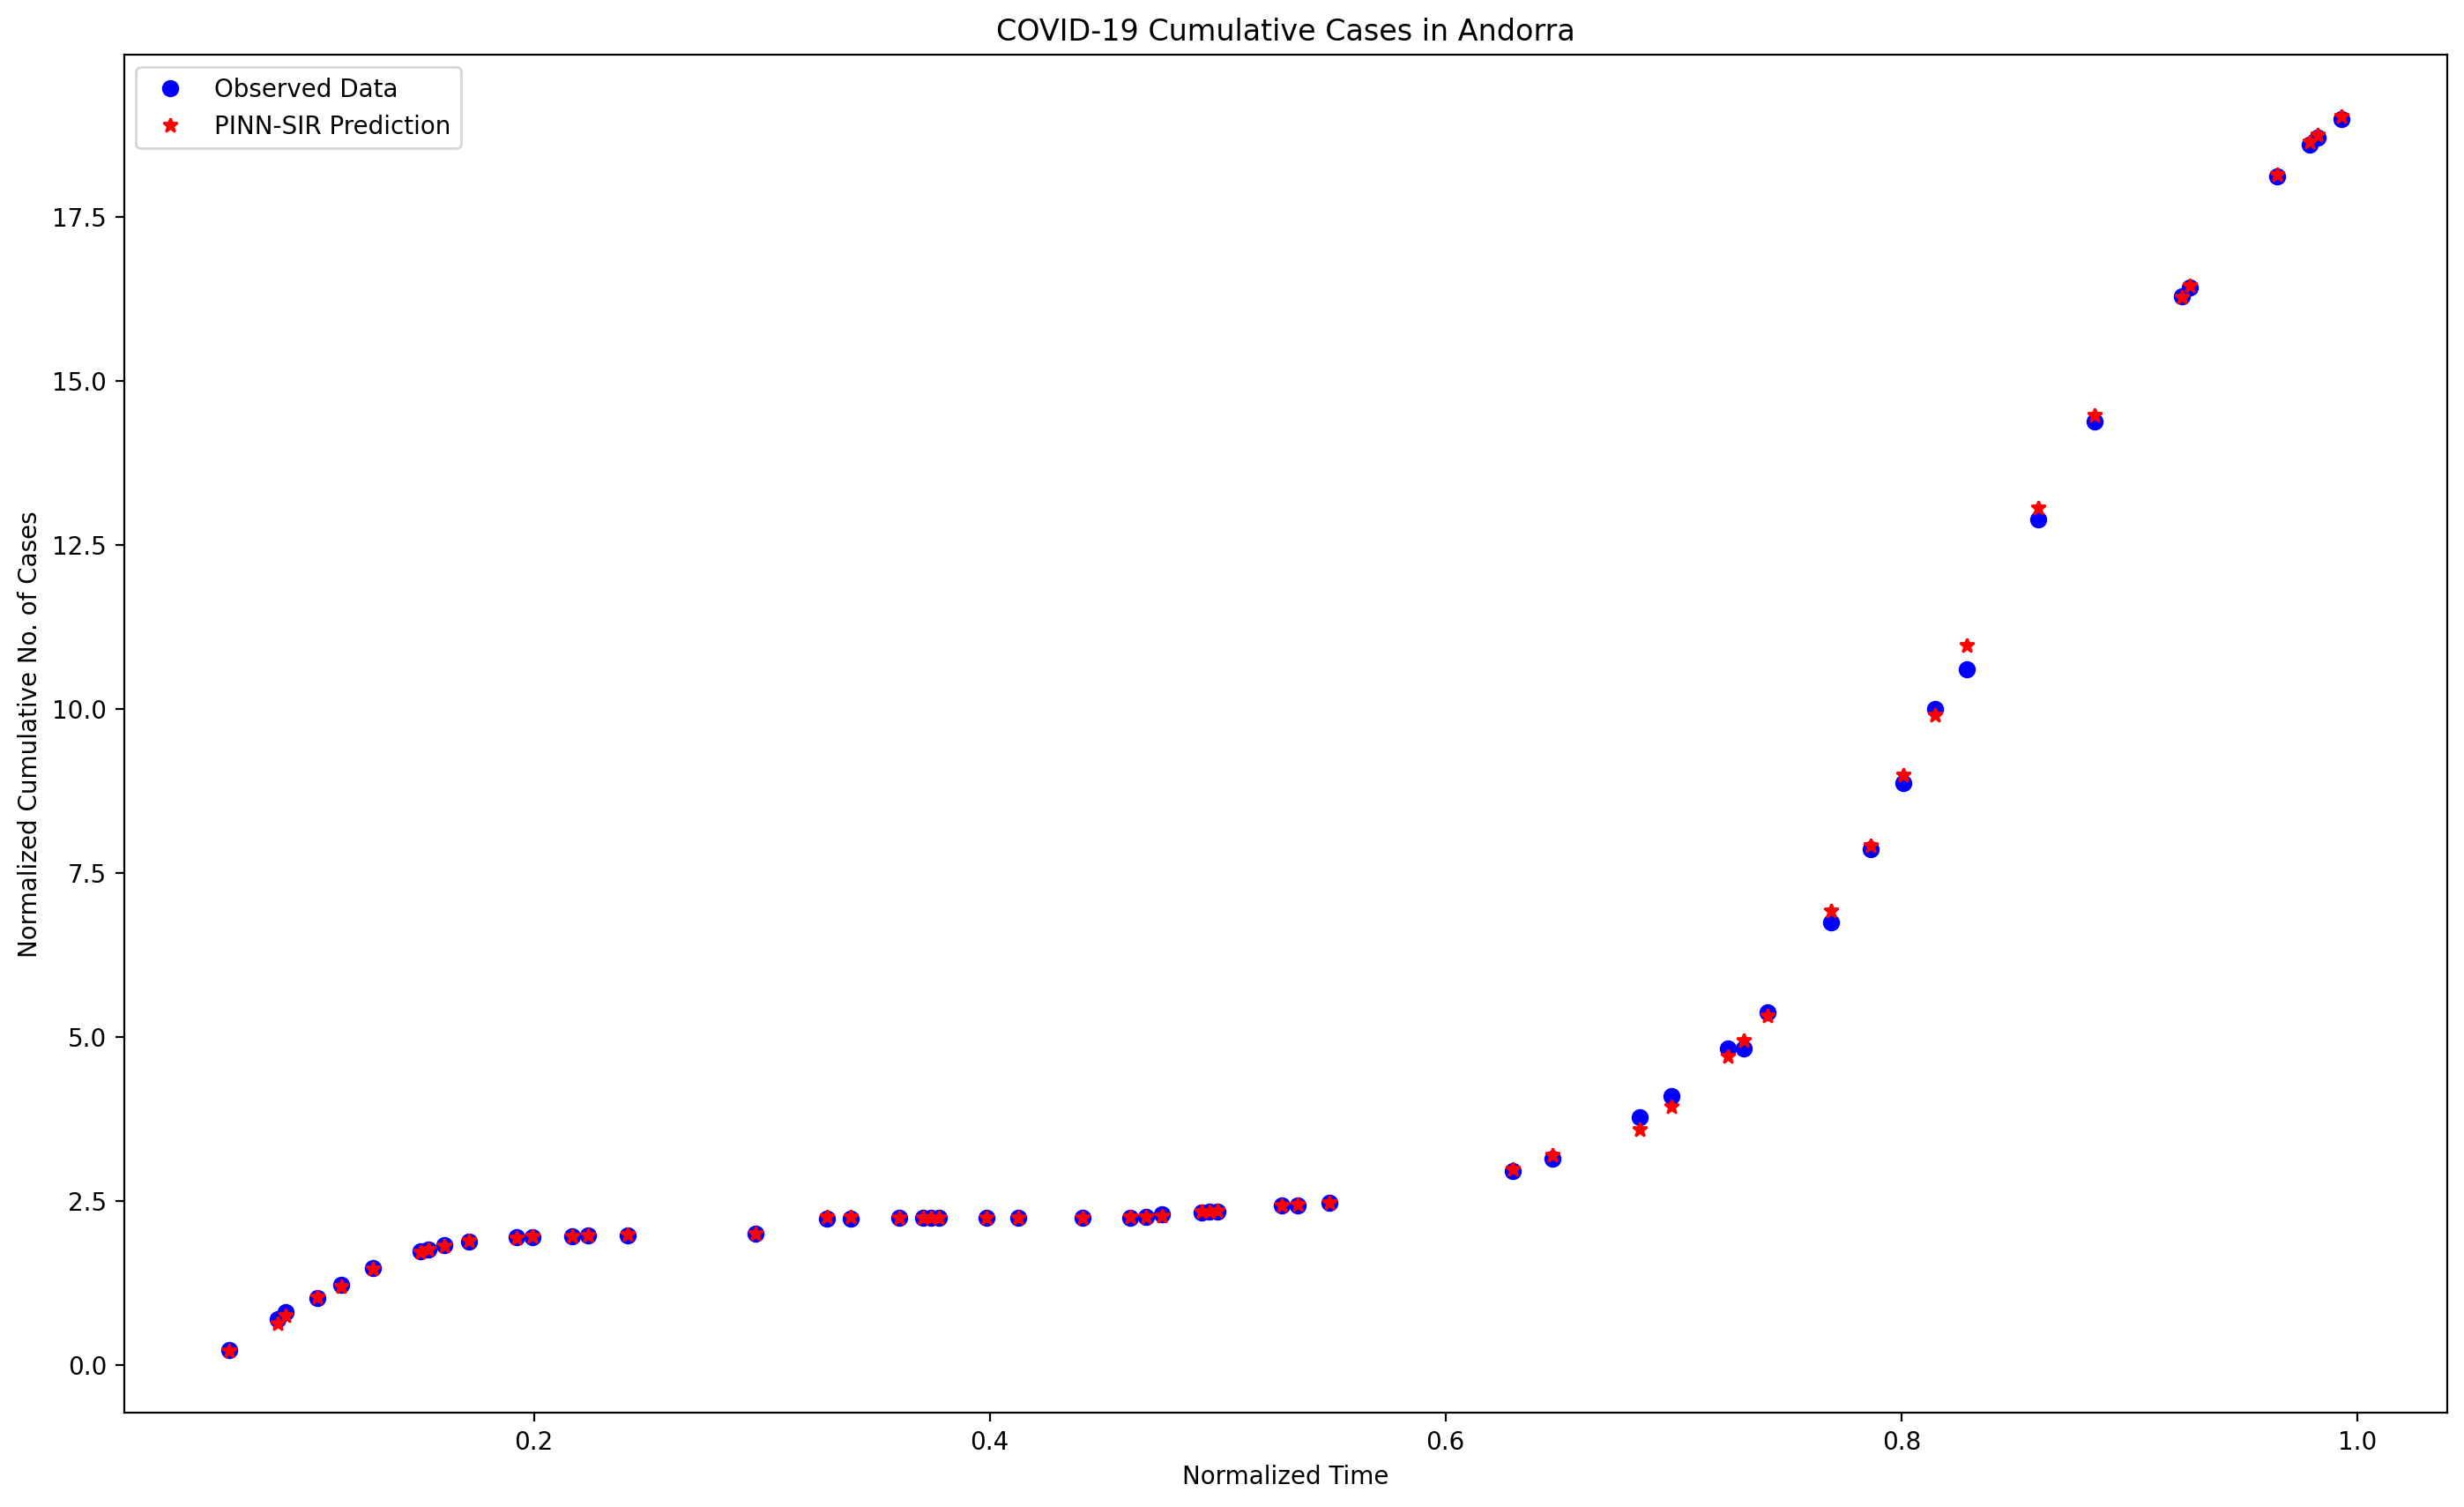 COVID-19 Cumulative Cases in Andorra
Observed Data
PINN-SIR Prediction
17.5
15.0
12.5
10.0
7.5
5.0
2.5
0.0
Normalized Cumulative No. of Cases
0.2
0.4
0.6
0.8
1.0
Normalized Time